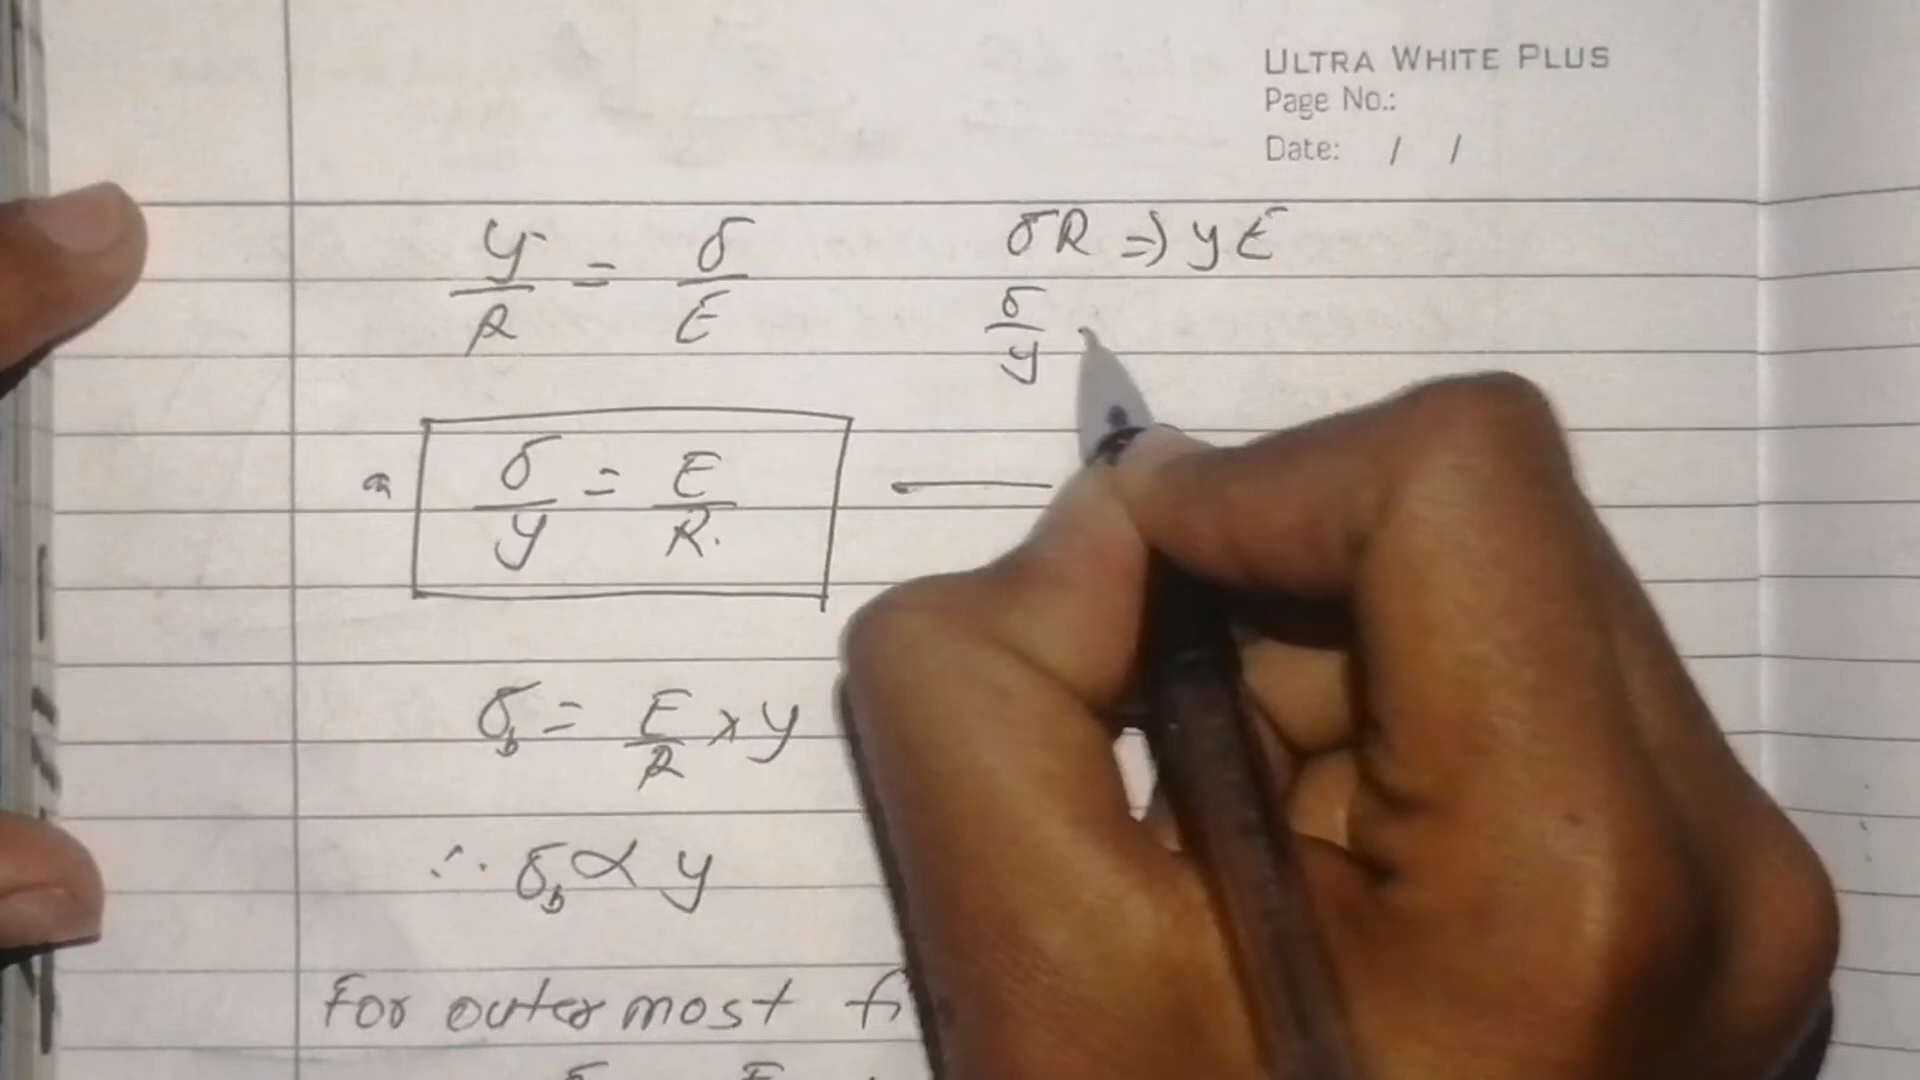 ULTRA WHITE PLUS
Page No.:
Date: / /
y/R = σ/E
σR => yE
σ/y
σ/y = E/R.
σb = E/R × y
∴ σb ∝ y
For outermost